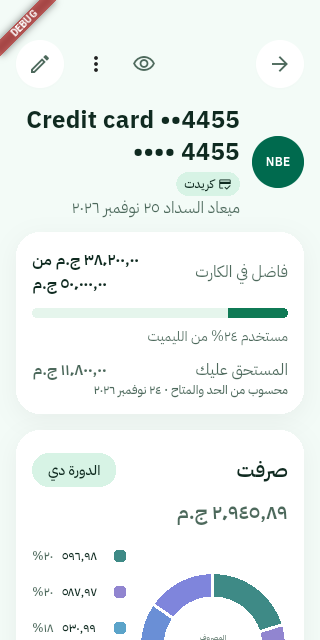 DEBUG
Credit card ••4455
•••• 4455
NBE
كريدت
ميعاد السداد ٢٥ نوفمبر ٢٠٢٦
فاضل في الكارت
٣٨,٢٠٠,٠٠ ج.م من
٥٠,٠٠٠,٠٠ ج.م
مستخدم ٢٤% من الليميت
المستحق عليك
١١,٨٠٠,٠٠ ج.م
محسوب من الحد والمتاح · ٢٤ نوفمبر ٢٠٢٦
صرفت
الدورة دي
٢,٩٤٥,٨٩ ج.م
٥٩٦,٩٨ ٢٠%
٥٨٧,٩٧ ٢٠%
٥٣٠,٩٩ ١٨%
المصروف